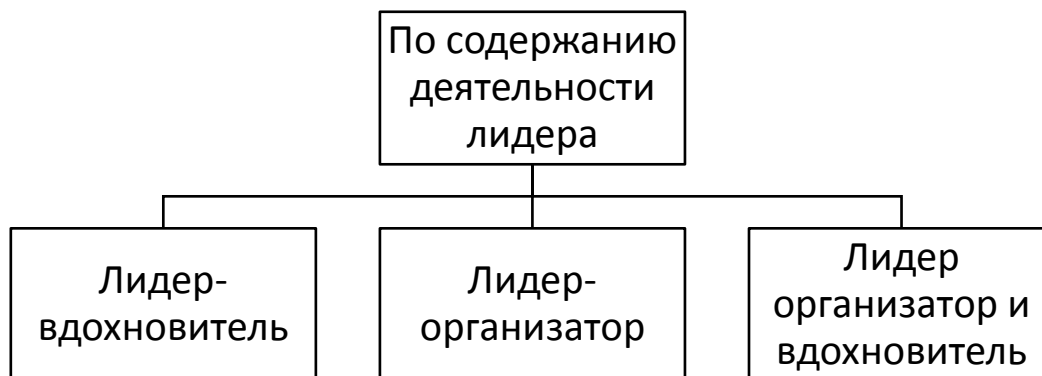 По содержанию
деятельности
лидера
Лидер-
вдохновитель
Лидер-
организатор
Лидер
организатор и
вдохновитель